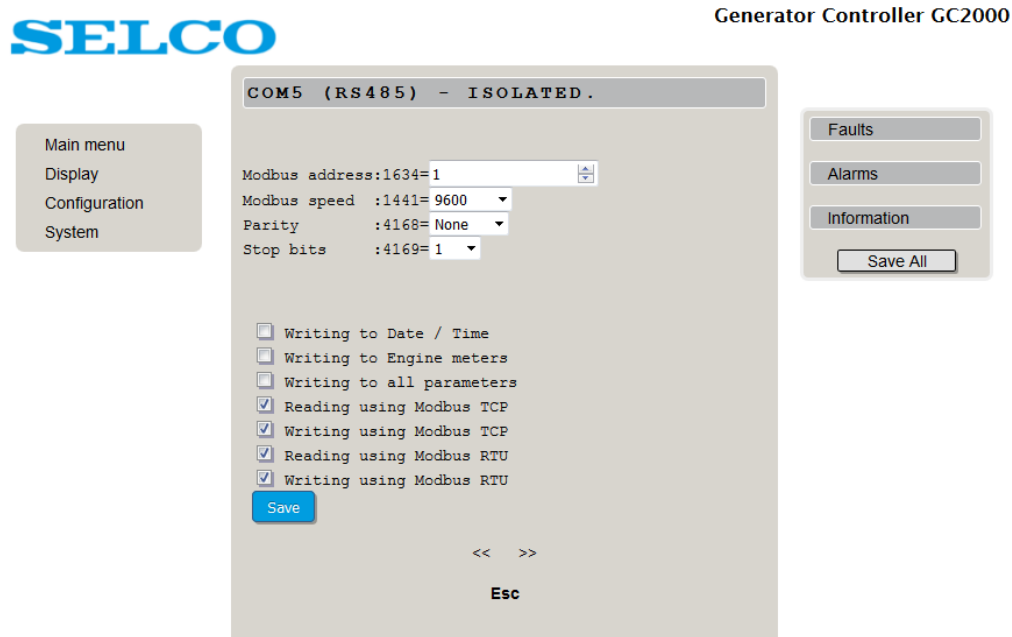 SELCO
Generator Controller GC2000
Main menu
Display
Configuration
System
COM5 (RS485) - ISOLATED.
Modbus address:1634= 1
Modbus speed :1441= 9600
Parity :4168= None
Stop bits :4169= 1
Writing to Date / Time
Writing to Engine meters
Writing to all parameters
Reading using Modbus TCP
Writing using Modbus TCP
Reading using Modbus RTU
Writing using Modbus RTU
Save
<< >>
Esc
Faults
Alarms
Information
Save All